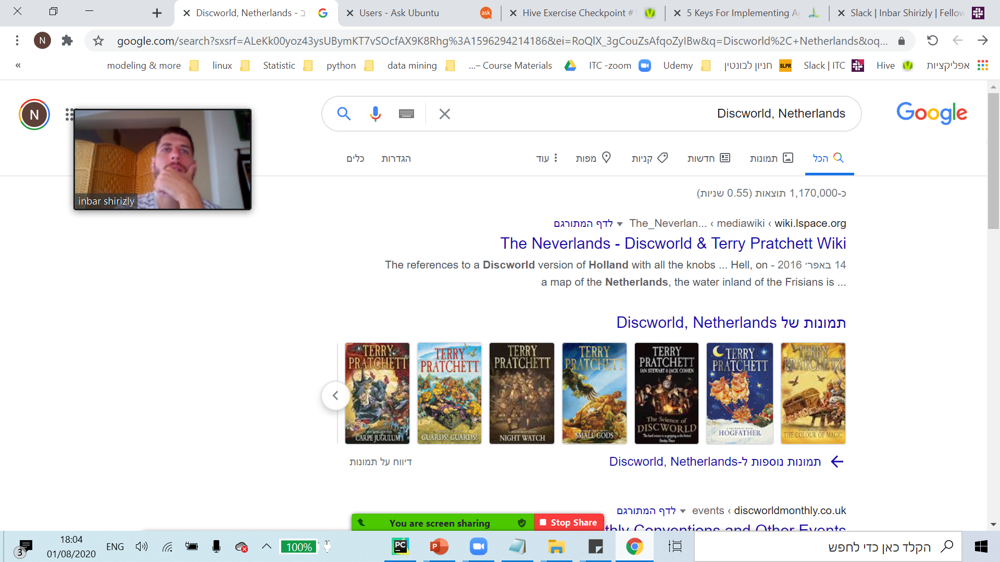 Discworld, Netherlands - ב
Users - Ask Ubuntu
ask
Hive Exercise Checkpoint #
5 Keys For Implementing Ag
Slack | Inbar Shirizly | Fellow
N
google.com/search?sxsrf=ALeKk00yoz43ysUBymKT7vSOcfAX9K8Rhg%3A1596294214186&ei=RoQlX_3gCouZsAfqoZyIBw&q=Discworld%2C+Netherlands&oq...
«
modeling & more
linux
Statistic
python
data mining
...– Course Materials
ITC -zoom
Udemy
חניון לבונטין
SLPR
Slack | ITC
Hive
אפליקציות
N
Discworld, Netherlands
Google
הכל
תמונות
חדשות
קניות
מפות
עוד
הגדרות
כלים
inbar shirizly
כ-1,170,000 תוצאות (0.55 שניות)
wiki.lspace.org › mediawiki › The_Neverlan... לדף המתורגם
The Neverlands - Discworld & Terry Pratchett Wiki
14 באפר׳ 2016 - The references to a Discworld version of Holland with all the knobs ... Hell, on
a map of the Netherlands, the water inland of the Frisians is ...
תמונות של Discworld, Netherlands
TERRY PRATCHETT
CARPE JUGULUM
TERRY PRATCHETT
GUARDS! GUARDS!
TERRY PRATCHETT
NIGHT WATCH
TERRY PRATCHETT
SMALL GODS
TERRY PRATCHETT
IAN STEWART & JACK COHEN
The Science of
DISCWORLD
TERRY PRATCHETT
HOGFATHER
TERRY PRATCHETT
THE COLOUR OF MAGIC
תמונות נוספות ל-Discworld, Netherlands
דיווח על תמונות
discworldmonthly.co.uk › events לדף המתורגם
thly Conventions and Other Events
You are screen sharing
Stop Share
3
18:04
01/08/2020
ENG
100%
PC
P
הקלד כאן כדי לחפש